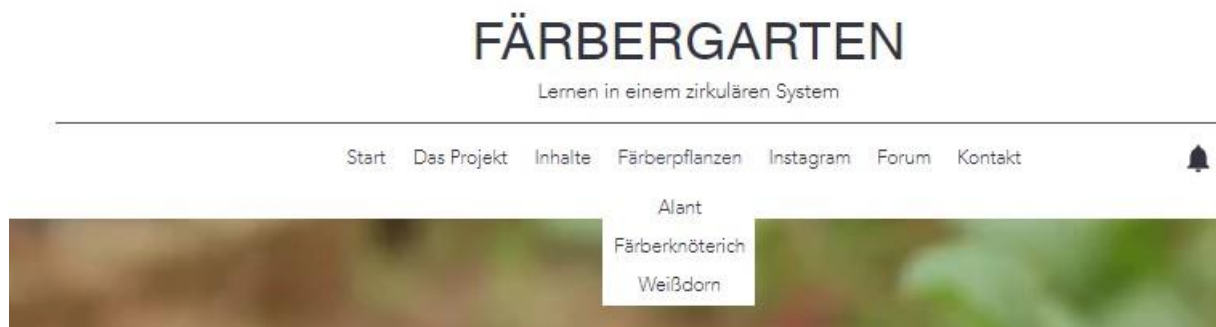 FÄRBERGARTEN
Lernen in einem zirkulären System
Start Das Projekt Inhalte Färberpflanzen Instagram Forum Kontakt
Alant
Färberknöterich
Weißdorn